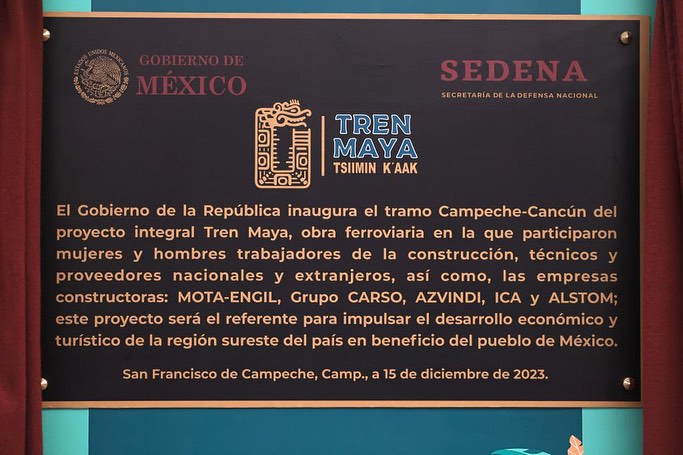 ESTADOS UNIDOS MEXICANOS
GOBIERNO DE
MÉXICO
SEDENA
SECRETARÍA DE LA DEFENSA NACIONAL
TREN
MAYA
TSIIMIN K´AAK
El Gobierno de la República inaugura el tramo Campeche-Cancún del
proyecto integral Tren Maya, obra ferroviaria en la que participaron
mujeres y hombres trabajadores de la construcción, técnicos y
proveedores nacionales y extranjeros, así como, las empresas
constructoras: MOTA-ENGIL, Grupo CARSO, AZVINDI, ICA y ALSTOM;
este proyecto será el referente para impulsar el desarrollo económico y
turístico de la región sureste del país en beneficio del pueblo de México.
San Francisco de Campeche, Camp., a 15 de diciembre de 2023.